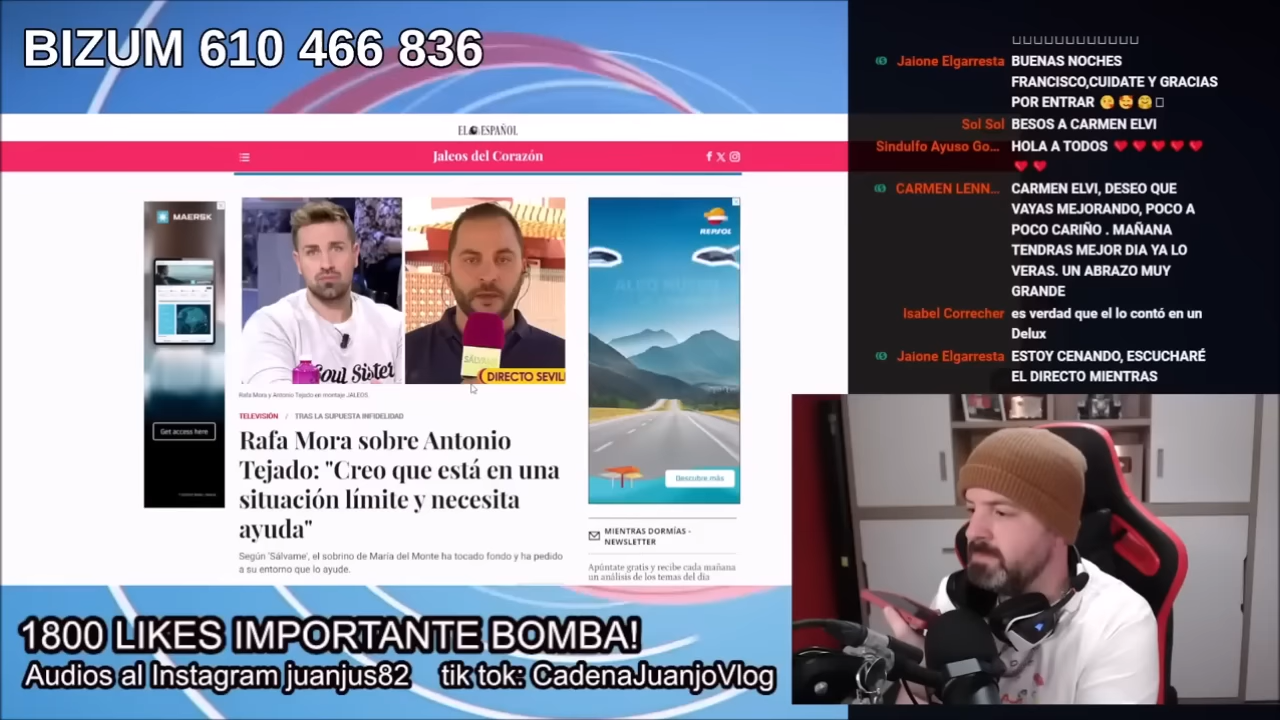 BIZUM 610 466 836
EL ESPAÑOL
Jaleos del Corazón
MAERSK
Get access here
Soul Sister
SÁLVAME
DIRECTO SEVIL
REPSOL
Descubre más
Rafa Mora y Antonio Tejado en montaje JALEOS.
TELEVISIÓN / TRAS LA SUPUESTA INFIDELIDAD
Rafa Mora sobre Antonio
Tejado: "Creo que está en una
situación límite y necesita
ayuda"
Según 'Sálvame', el sobrino de María del Monte ha tocado fondo y ha pedido
a su entorno que lo ayude.
MIENTRAS DORMÍAS -
NEWSLETTER
Apúntate gratis y recibe cada mañana
un análisis de los temas del día
1800 LIKES IMPORTANTE BOMBA!
Audios al Instagram juanjus82 tik tok: CadenaJuanjoVlog
Jaione Elgarresta BUENAS NOCHES
FRANCISCO,CUIDATE Y GRACIAS
POR ENTRAR 😘 🥰 🤗
Sol Sol BESOS A CARMEN ELVI
Sindulfo Ayuso Go... HOLA A TODOS ❤️ ❤️ ❤️ ❤️ ❤️
❤️ ❤️
CARMEN LENN... CARMEN ELVI, DESEO QUE
VAYAS MEJORANDO, POCO A
POCO CARIÑO . MAÑANA
TENDRAS MEJOR DIA YA LO
VERAS. UN ABRAZO MUY
GRANDE
Isabel Correcher es verdad que el lo contó en un
Delux
Jaione Elgarresta ESTOY CENANDO, ESCUCHARÉ
EL DIRECTO MIENTRAS